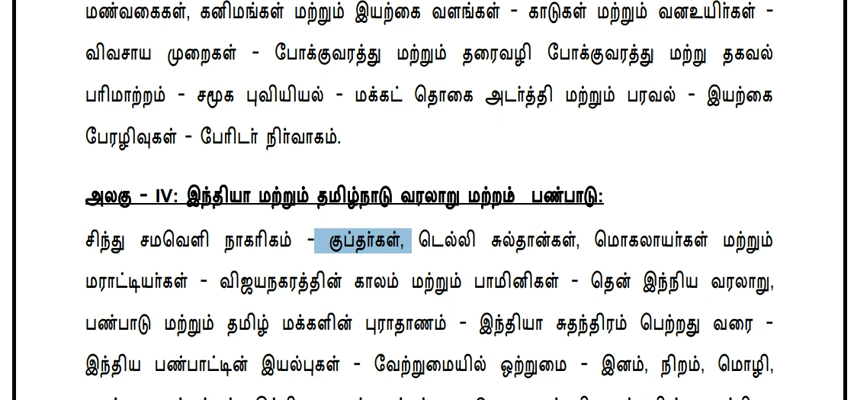 மண்வகைகள், கனிமங்கள் மற்றும் இயற்கை வளங்கள் - காடுகள் மற்றும் வனஉயிர்கள் -
விவசாய முறைகள் - போக்குவரத்து மற்றும் தரைவழி போக்குவரத்து மற்று தகவல்
பரிமாற்றம் - சமூக புவியியல் - மக்கட் தொகை அடர்த்தி மற்றும் பரவல் - இயற்கை
பேரழிவுகள் - பேரிடர் நிர்வாகம்.
அலகு - IV: இந்தியா மற்றும் தமிழ்நாடு வரலாறு மற்றம் பண்பாடு:
சிந்து சமவெளி நாகரிகம் - குப்தர்கள், டெல்லி சுல்தான்கள், மொகலாயர்கள் மற்றும்
மராட்டியர்கள் - விஜயநகரத்தின் காலம் மற்றும் பாமினிகள் - தென் இந்நிய வரலாறு,
பண்பாடு மற்றும் தமிழ் மக்களின் புராதாணம் - இந்தியா சுதந்திரம் பெற்றது வரை -
இந்திய பண்பாட்டின் இயல்புகள் - வேற்றுமையில் ஒற்றுமை - இனம், நிறம், மொழி,